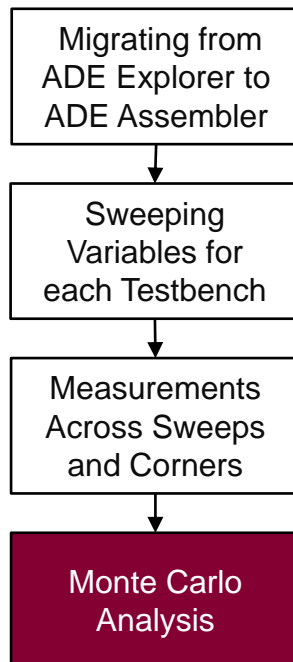 Migrating from
ADE Explorer to
ADE Assembler
Sweeping
Variables for
each Testbench
Measurements
Across Sweeps
and Corners
Monte Carlo
Analysis